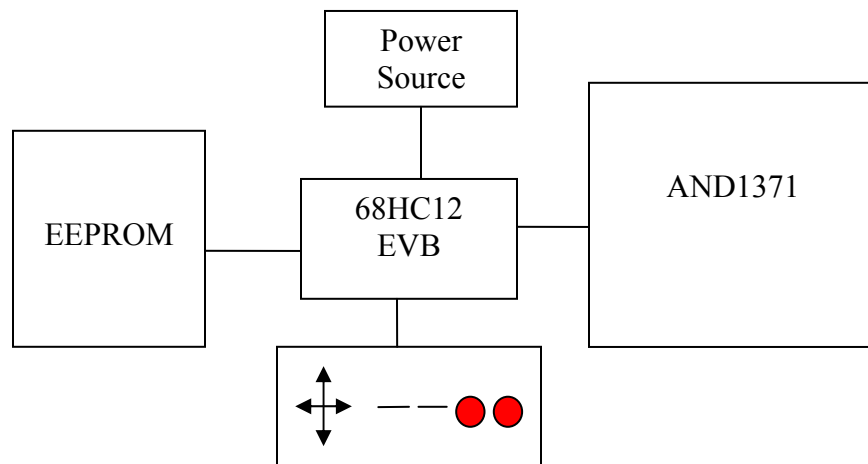 Power
Source
AND1371
68HC12
EVB
EEPROM